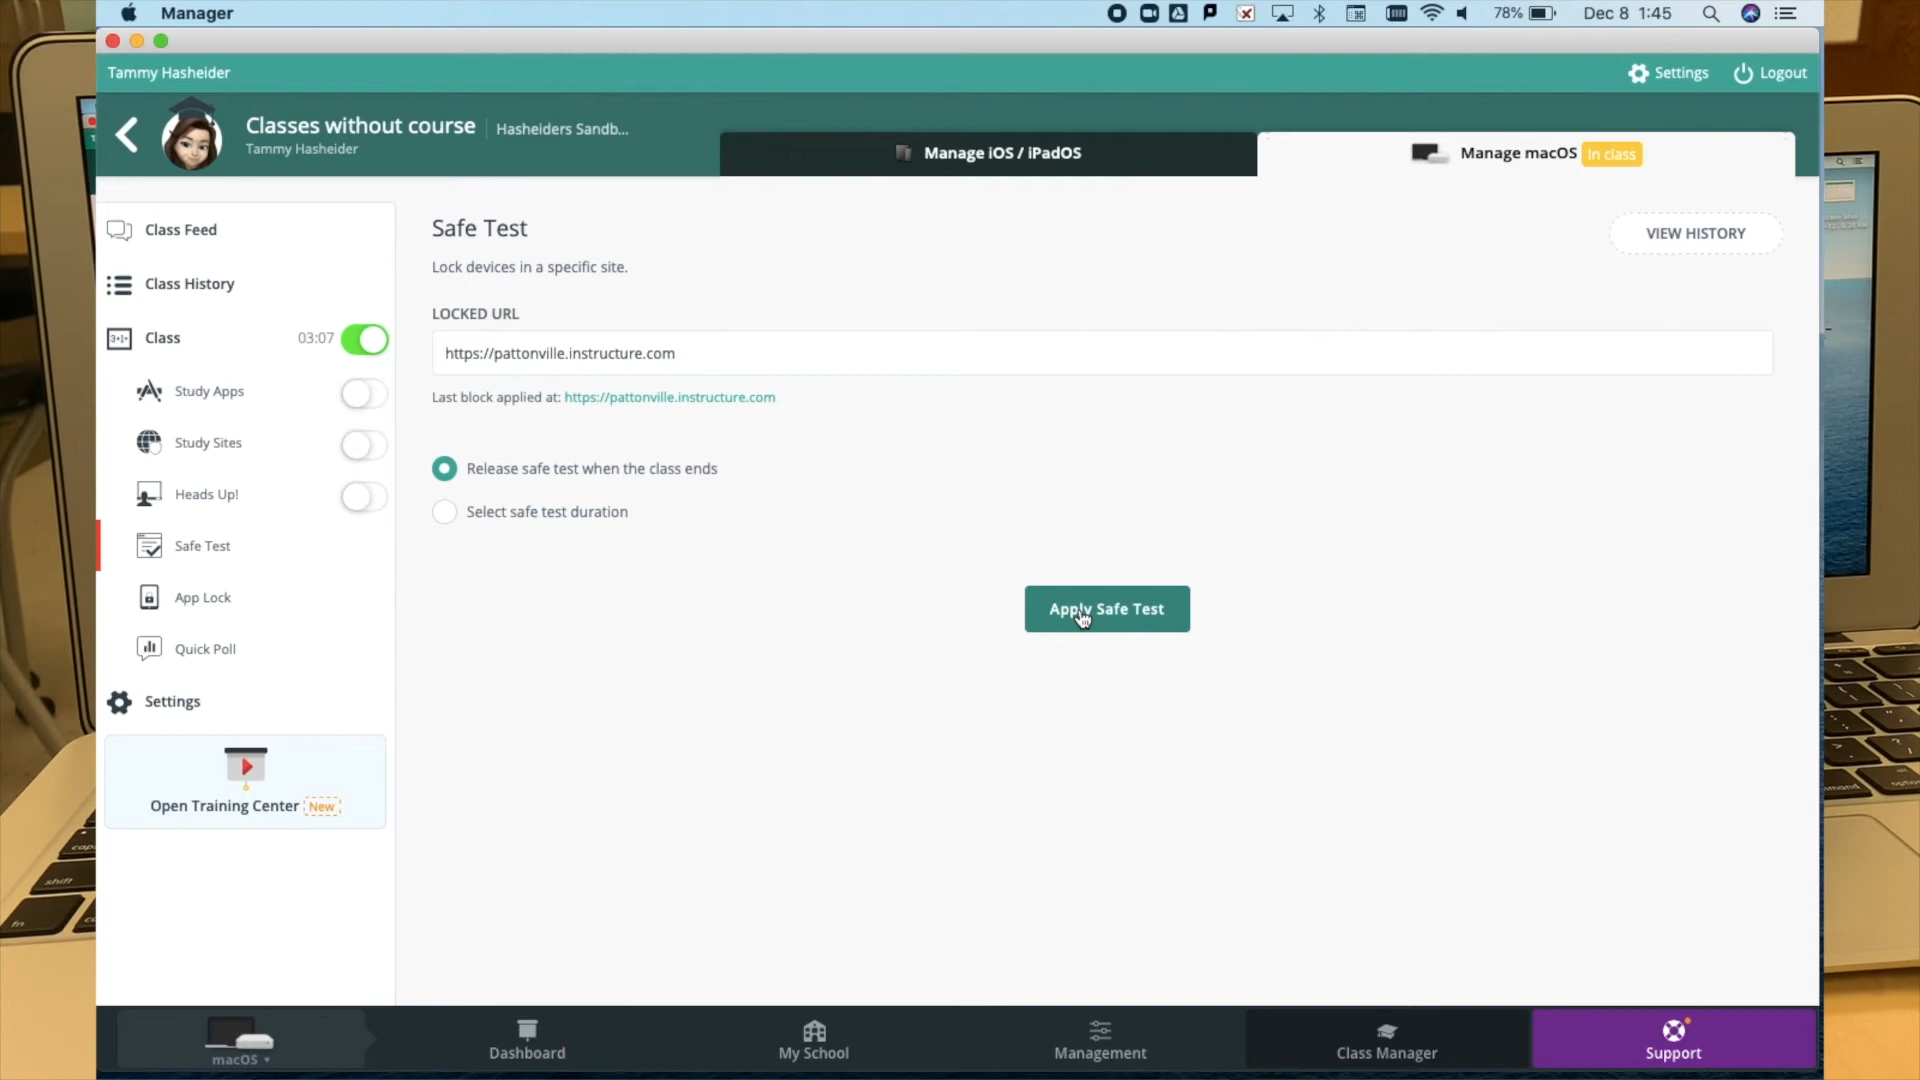 Manager
78%
Dec 8 1:45
Tammy Hasheider
Settings
Logout
Classes without course
Hasheiders Sandb...
Tammy Hasheider
Manage iOS / iPadOS
Manage macOS
In class
Class Feed
Class History
Class
03:07
Study Apps
Study Sites
Heads Up!
Safe Test
App Lock
Quick Poll
Settings
Open Training Center
New
Safe Test
VIEW HISTORY
Lock devices in a specific site.
LOCKED URL
https://pattonville.instructure.com
Last block applied at: https://pattonville.instructure.com
Release safe test when the class ends
Select safe test duration
Apply Safe Test
macOS
Dashboard
My School
Management
Class Manager
Support
shift
fn